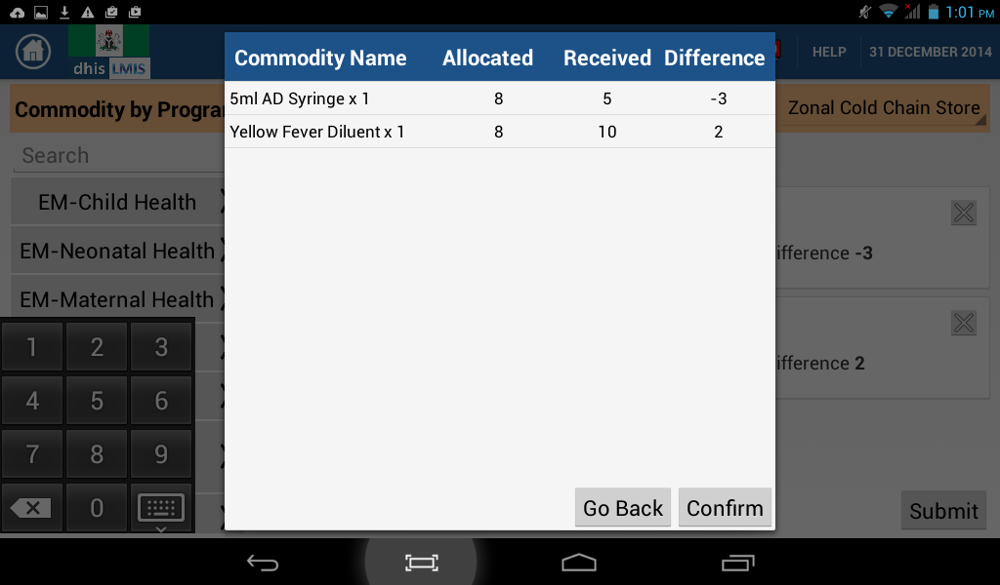 1:01 PM
dhis LMIS
HELP
31 DECEMBER 2014
Commodity Name Allocated Received Difference
5ml AD Syringe x 1 8 5 -3
Yellow Fever Diluent x 1 8 10 2
Go Back Confirm
Commodity by Progra
Zonal Cold Chain Store
Search
EM-Child Health
EM-Neonatal Health
EM-Maternal Health
ifference -3
ifference 2
1 2 3
4 5 6
7 8 9
0
Submit